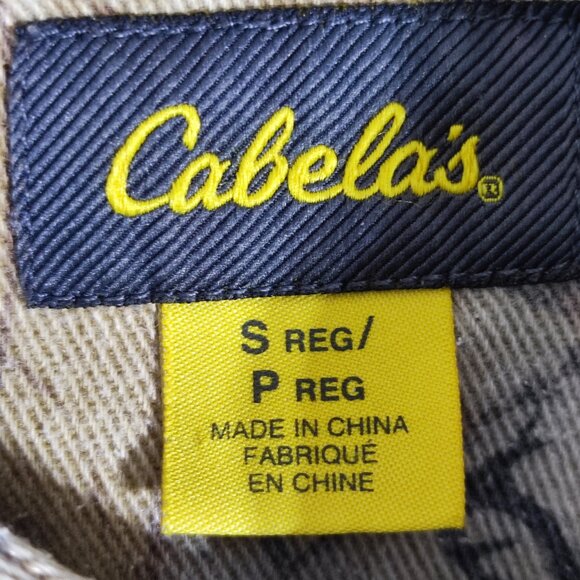 Cabela's®
S REG/
P REG
MADE IN CHINA
FABRIQUÉ
EN CHINE